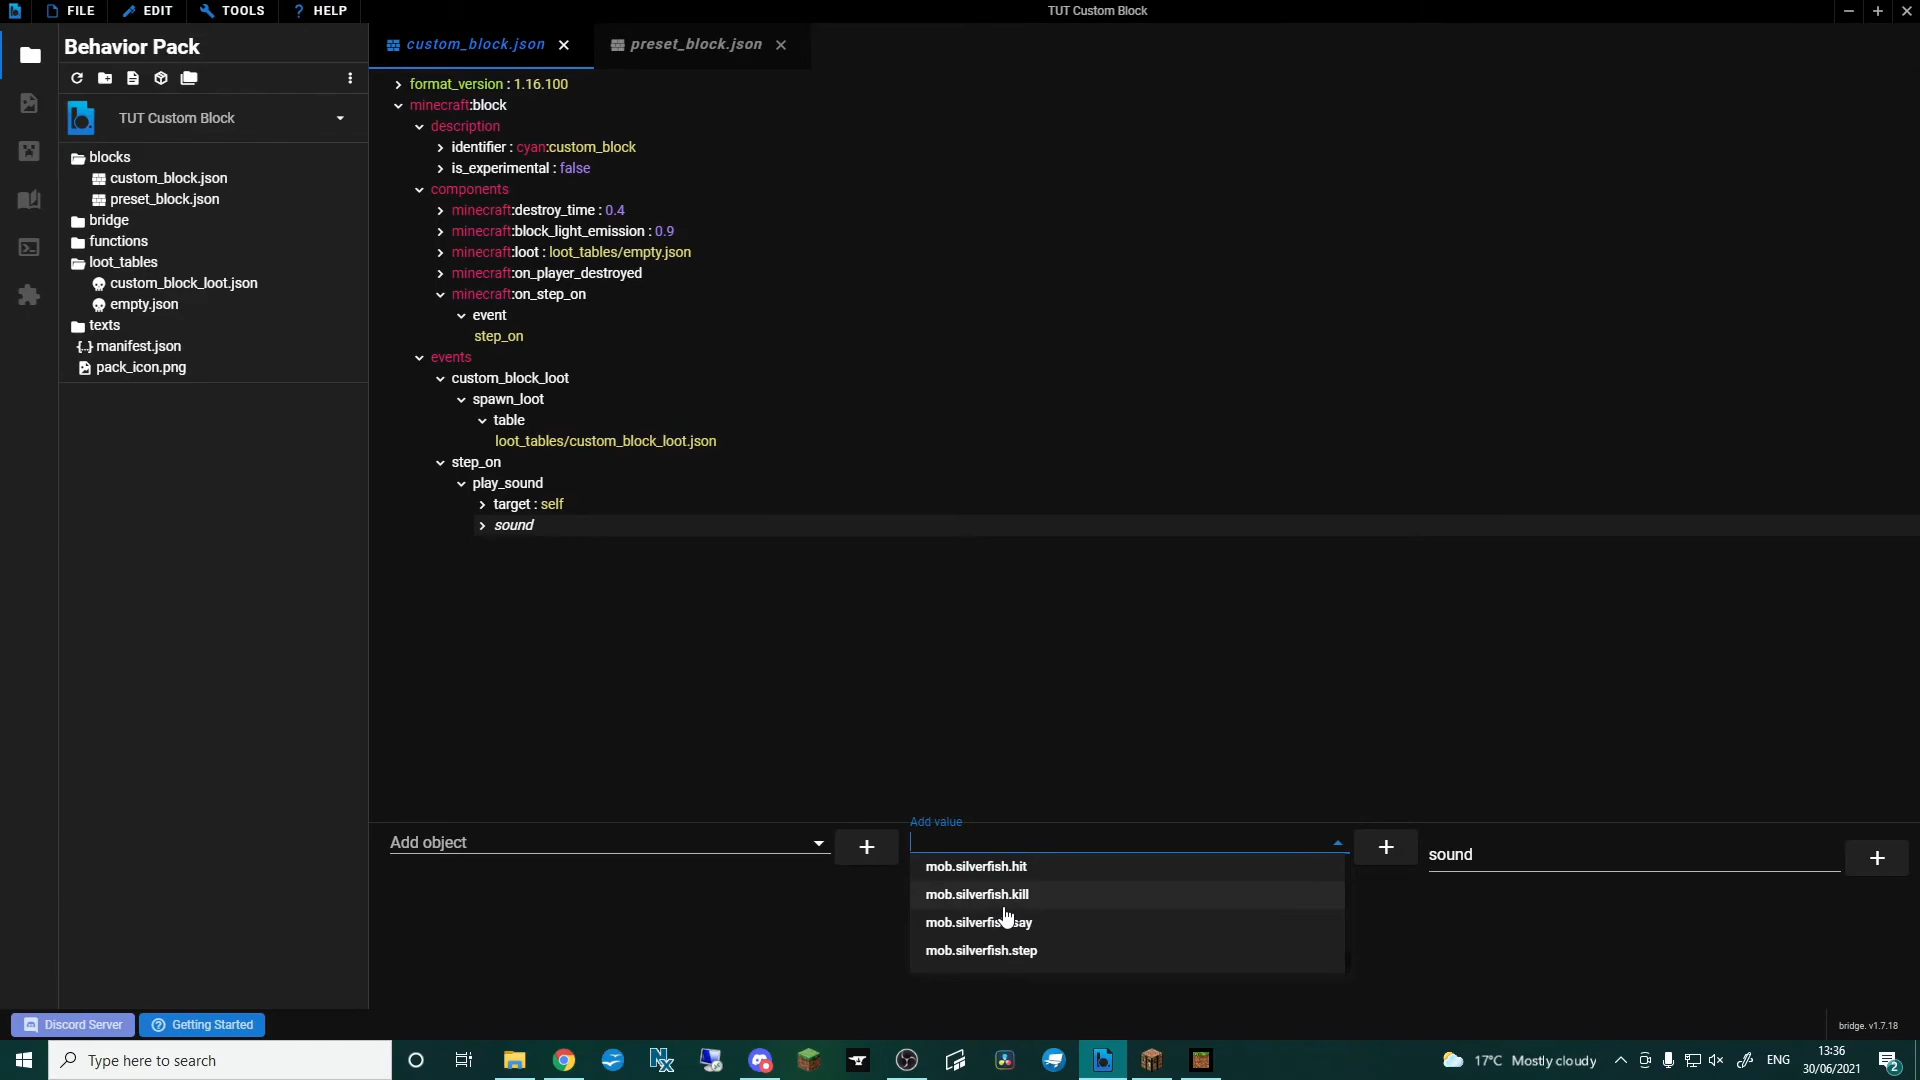 FILE EDIT TOOLS HELP TUT Custom Block
Behavior Pack
custom_block.json
preset_block.json
TUT Custom Block
blocks
custom_block.json
preset_block.json
bridge
functions
loot_tables
custom_block_loot.json
empty.json
texts
manifest.json
pack_icon.png
format_version : 1.16.100
minecraft:block
description
identifier : cyan:custom_block
is_experimental : false
components
minecraft:destroy_time : 0.4
minecraft:block_light_emission : 0.9
minecraft:loot : loot_tables/empty.json
minecraft:on_player_destroyed
minecraft:on_step_on
event
step_on
events
custom_block_loot
spawn_loot
table
loot_tables/custom_block_loot.json
step_on
play_sound
target : self
sound
Add object
Add value
mob.silverfish.hit
mob.silverfish.kill
mob.silverfis say
mob.silverfish.step
sound
Discord Server
Getting Started
bridge. v1.7.18
Type here to search
17°C Mostly cloudy
ENG
13:36
30/06/2021
2